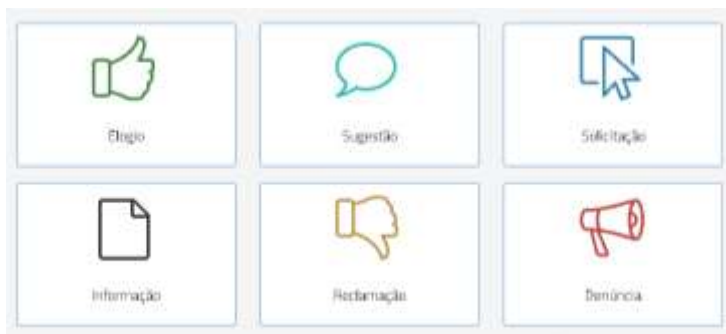 Elogio
Sugestão
Solicitação
Informação
Reclamação
Denúncia